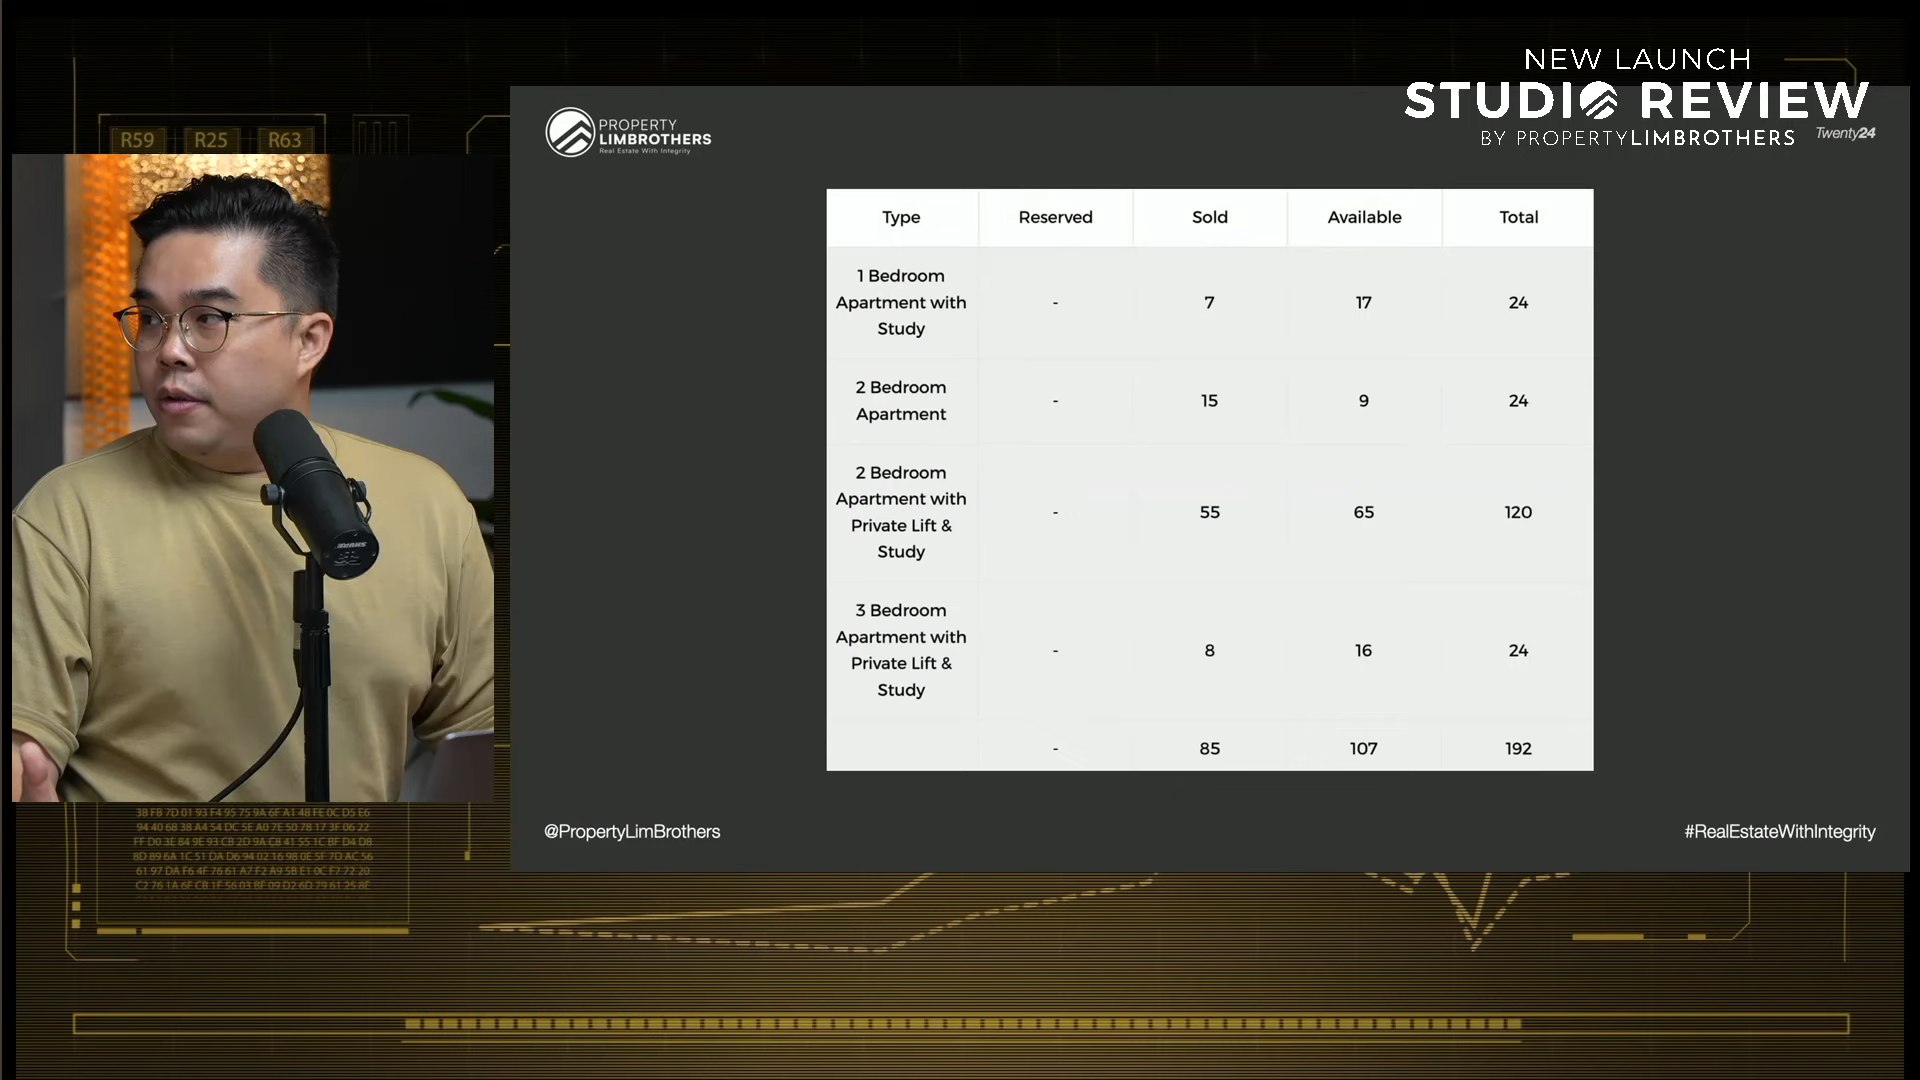 NEW LAUNCH
STUDIO REVIEW
BY PROPERTYLIMBROTHERS
Twenty24
R59 R25 R63
PROPERTY
LIMBROTHERS
Real Estate With Integrity
Type Reserved Sold Available Total
1 Bedroom
Apartment with
Study
- 7 17 24
2 Bedroom
Apartment
- 15 9 24
2 Bedroom
Apartment with
Private Lift &
Study
- 55 65 120
3 Bedroom
Apartment with
Private Lift &
Study
- 8 16 24
- 85 107 192
@PropertyLimBrothers
#RealEstateWithIntegrity